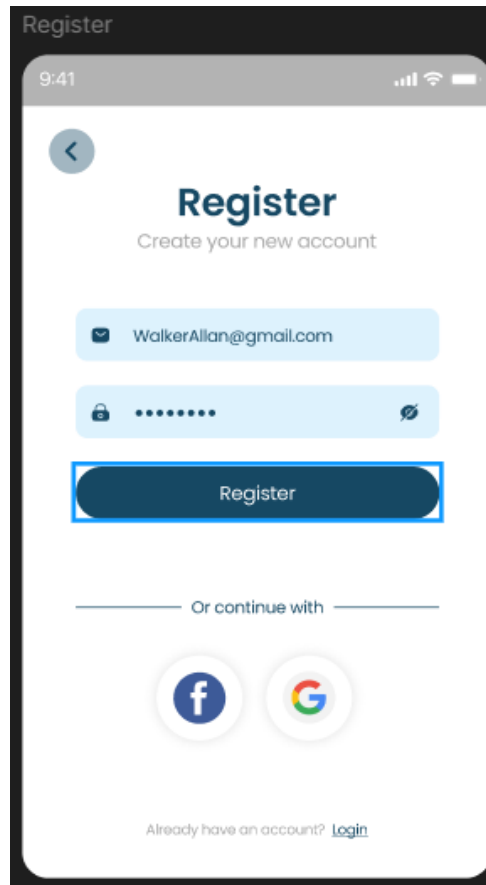 Register
9:41
Register
Create your new account
WalkerAllan@gmail.com
••••••••
Register
Or continue with
f
G
Already have an account? Login